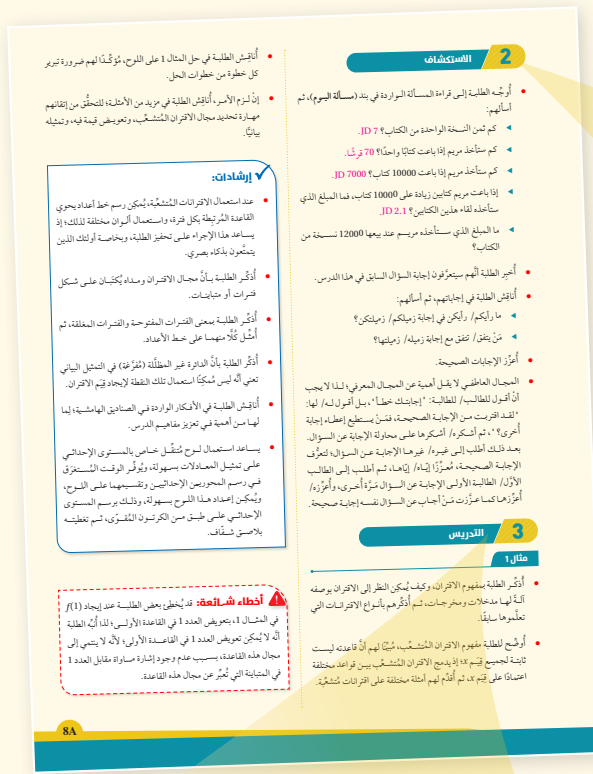 2 الاستكشاف
• أُوجِّه الطلبة إلى قراءة المسألة الواردة في بند (مسألة اليوم)، ثم
أسألهم:
◂ كم ثمن النسخة الواحدة من الكتاب؟ 7 JD.
◂ كم ستأخذ مريم إذا باعت كتابًا واحدًا؟ 70 قرشًا.
◂ كم ستأخذ مريم إذا باعت 10000 كتاب؟ 7000 JD.
◂ إذا باعت مريم كتابين زيادة على 10000 كتاب، فما المبلغ الذي
ستأخذه لقاء هذين الكتابين؟ 2.1 JD.
◂ ما المبلغ الذي ستأخذه مريم عند بيعها 12000 نسخة من
الكتاب؟
• أُخبِر الطلبة أنَّهم سيتعرَّفون إجابة السؤال السابق في هذا الدرس.
• أُناقِش الطلبة في إجاباتهم، ثم أسألهم:
◂ ما رأيكم/ رأيكن في إجابة زميلكم/ زميلتكن؟
◂ مَنْ يتفق/ تتفق مع إجابة زميله/ زميلتها؟
• أُعزِّز الإجابات الصحيحة.
• المجال العاطفي لا يقل أهمية عن المجال المعرفي؛ لذا لا يجب
أنْ أقول للطالب/ للطالبة: "إجابتك خطأ"، بل أقول له/ لها:
"لقد اقتربت من الإجابة الصحيحة، فمَنْ يستطيع إعطاء إجابة
أُخرى؟"، ثم أشكره/ أشكرها على محاولة الإجابة عن السؤال.
بعد ذلك أطلب إلى غيره/ غيرها الإجابة عن السؤال؛ لتعرُّف
الإجابة الصحيحة، مُعزِّزًا إيّاه/ إيّاها، ثم أطلب إلى الطالب
الأوَّل/ الطالبة الأولى الإجابة عن السؤال مَرَّة أُخرى، وأُعزِّزه/
أُعزِّزها كما عزَّزت مَنْ أجاب عن السؤال نفسه إجابة صحيحة.
3 التدريس
مثال 1
• أُذكِّر الطلبة بمفهوم الاقتران، وكيف يُمكِن النظر إلى الاقتران بوصفه
آلةً لها مدخلات ومخرجات، ثم أُذكِّرهم بأنواع الاقترانات التي
تعلَّموها سابقًا.
• أُوضِّح للطلبة مفهوم الاقتران المُتشعِّب، مُبيِّنًا لهم أنَّ قاعدته ليست
ثابتة لجميع قِيَم x؛ إذ يدمج الاقتران المُتشعِّب بين قواعد مختلفة
اعتمادًا على قِيَم x، ثم أُقدِّم لهم أمثلة مختلفة على اقترانات مُتشعِّبة.
• أُناقِش الطلبة في حل المثال 1 على اللوح، مُؤكِّدًا لهم ضرورة تبرير
كل خطوة من خطوات الحل.
• إنْ لزم الأمر، أُناقِش الطلبة في مزيد من الأمثلة؛ للتحقُّق من إتقانهم
مهارة تحديد مجال الاقتران المُتشعِّب، وتعويض قيمة فيه، وتمثيله
بيانيًّا.
إرشادات:
• عند استعمال الاقترانات المُتشعِّبة، يُمكِن رسم خط أعداد يحوي
القاعدة المُرتبِطة بكل فترة، واستعمال ألوان مختلفة لذلك؛ إذ
يساعد هذا الإجراء على تحفيز الطلبة، وبخاصة أولئك الذين
يتمتَّعون بذكاء بصري.
• أُذكِّر الطلبة بأنَّ مجال الاقتران ومداه يُكتَبان على شكل
فترات أو متباينات.
• أُذكِّر الطلبة بمعنى الفترات المفتوحة والفترات المغلقة، ثم
أُمثِّل كُلًّا منهما على خط الأعداد.
• أُذكِّر الطلبة بأنَّ الدائرة غير المظلَّلة (مُفرَّغة) في التمثيل البياني
تعني أنَّه ليس مُمكِنًا استعمال تلك النقطة لإيجاد قِيَم الاقتران.
• أُناقِش الطلبة في الأفكار الواردة في الصناديق الهامشية؛ لِما
لها من أهمية في تعزيز مفاهيم الدرس.
• يساعد استعمال لوح مُتنقِّل خاص بالمستوى الإحداثي
على تمثيل المعادلات بسهولة، ويُوفِّر الوقت المُستغرَق
في رسم المحورين الإحداثيين وتقسيمهما على اللوح،
ويُمكِن إعداد هذا اللوح بسهولة، وذلك برسم المستوى
الإحداثي على طبق من الكرتون المُقوّى، ثم تغطيته
بلاصق شفّاف.
أخطاء شائعة: قد يُخطِئ بعض الطلبة عند إيجاد f(1)
في المثال 1، بتعويض العدد 1 في القاعدة الأولى؛ لذا أُنبِّه الطلبة
أنَّه لا يُمكِن تعويض العدد 1 في القاعدة الأولى؛ لأنَّه لا ينتمي إلى
مجال هذه القاعدة، بسبب عدم وجود إشارة مساواة مقابل العدد 1
في المتباينة التي تُعبِّر عن مجال هذه القاعدة.
8A